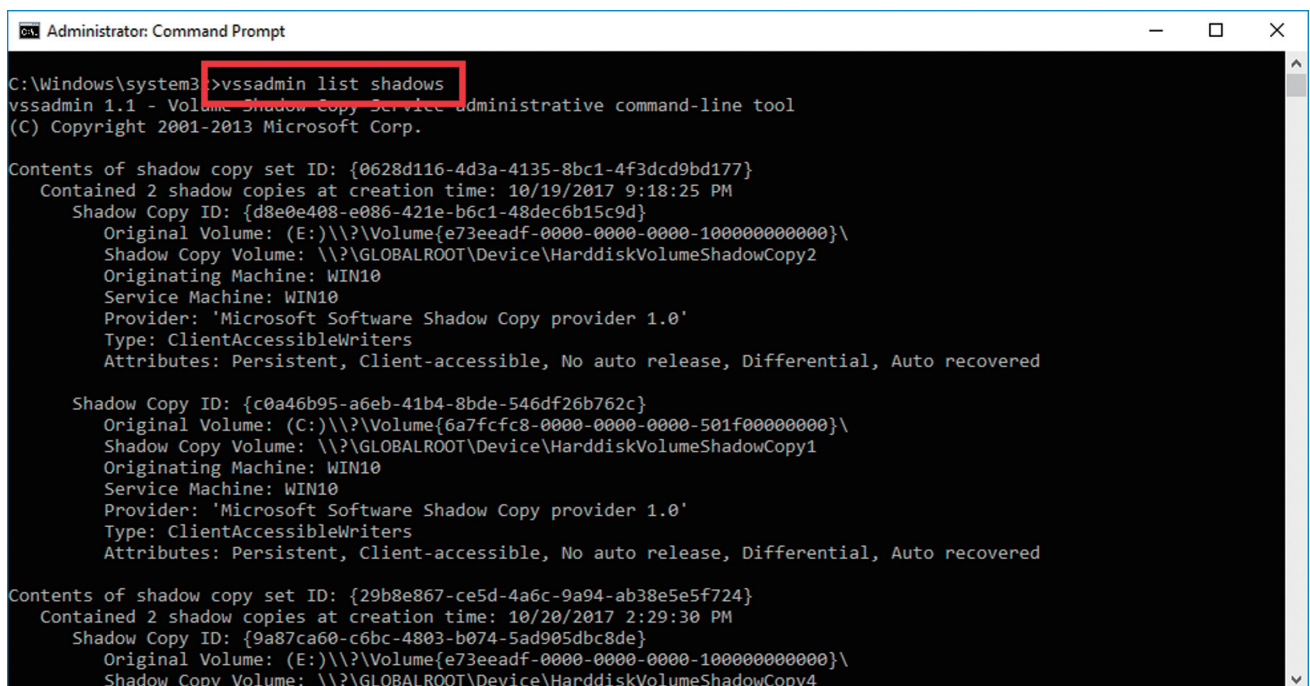 Administrator: Command Prompt
C:\Windows\system32>vssadmin list shadows
vssadmin 1.1 - Volume Shadow Copy Service administrative command-line tool
(C) Copyright 2001-2013 Microsoft Corp.
Contents of shadow copy set ID: {0628d116-4d3a-4135-8bc1-4f3dcd9bd177}
Contained 2 shadow copies at creation time: 10/19/2017 9:18:25 PM
Shadow Copy ID: {d8e0e408-e086-421e-b6c1-48dec6b15c9d}
Original Volume: (E:)\\?\Volume{e73eeadf-0000-0000-0000-100000000000}\
Shadow Copy Volume: \\?\GLOBALROOT\Device\HarddiskVolumeShadowCopy2
Originating Machine: WIN10
Service Machine: WIN10
Provider: 'Microsoft Software Shadow Copy provider 1.0'
Type: ClientAccessibleWriters
Attributes: Persistent, Client-accessible, No auto release, Differential, Auto recovered
Shadow Copy ID: {c0a46b95-a6eb-41b4-8bde-546df26b762c}
Original Volume: (C:)\\?\Volume{6a7fcfc8-0000-0000-0000-501f00000000}\
Shadow Copy Volume: \\?\GLOBALROOT\Device\HarddiskVolumeShadowCopy1
Originating Machine: WIN10
Service Machine: WIN10
Provider: 'Microsoft Software Shadow Copy provider 1.0'
Type: ClientAccessibleWriters
Attributes: Persistent, Client-accessible, No auto release, Differential, Auto recovered
Contents of shadow copy set ID: {29b8e867-ce5d-4a6c-9a94-ab38e5e5f724}
Contained 2 shadow copies at creation time: 10/20/2017 2:29:30 PM
Shadow Copy ID: {9a87ca60-c6bc-4803-b074-5ad905dbc8de}
Original Volume: (E:)\\?\Volume{e73eeadf-0000-0000-0000-100000000000}\
Shadow Copy Volume: \\?\GLOBALROOT\Device\HarddiskVolumeShadowCopy4